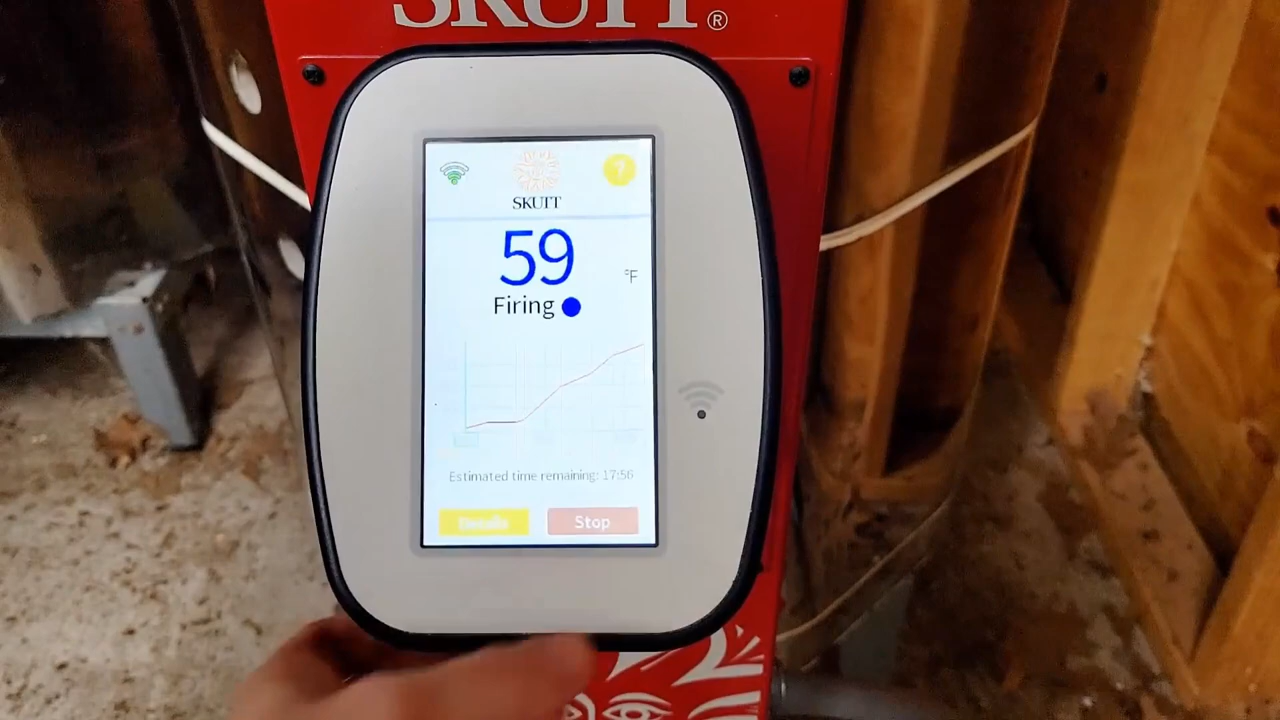 SKUTT®
?
SKUTT
59
°F
Firing
Estimated time remaining: 17:56
Details
Stop